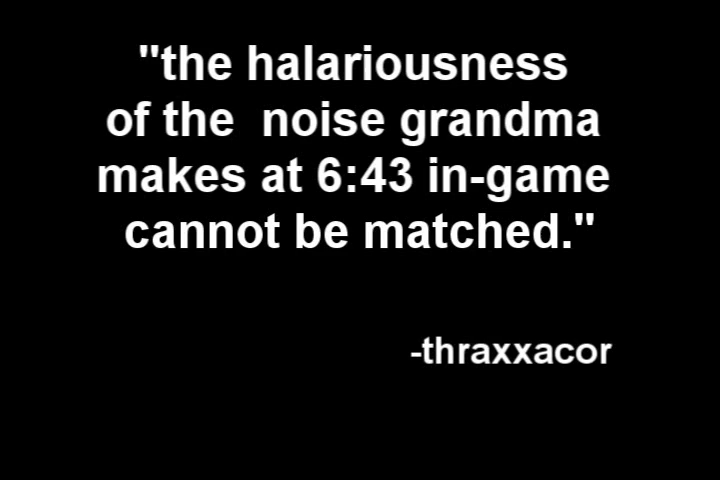 "the halariousness
of the  noise grandma
makes at 6:43 in-game
cannot be matched."
-thraxxacor